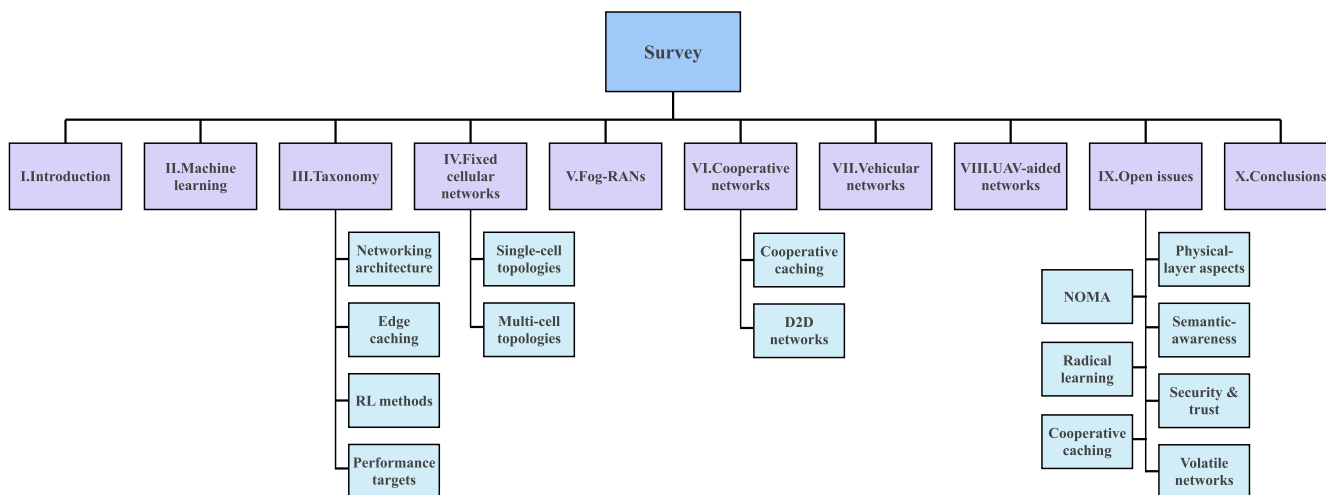 Survey
I.Introduction
II.Machine
learning
III.Taxonomy
IV.Fixed
cellular
networks
V.Fog-RANs
VI.Cooperative
networks
VII.Vehicular
networks
VIII.UAV-aided
networks
IX.Open issues
X.Conclusions
Networking
architecture
Edge
caching
RL methods
Performance
targets
Single-cell
topologies
Multi-cell
topologies
Cooperative
caching
D2D
networks
NOMA
Radical
learning
Cooperative
caching
Physical-
layer aspects
Semantic-
awareness
Security &
trust
Volatile
networks